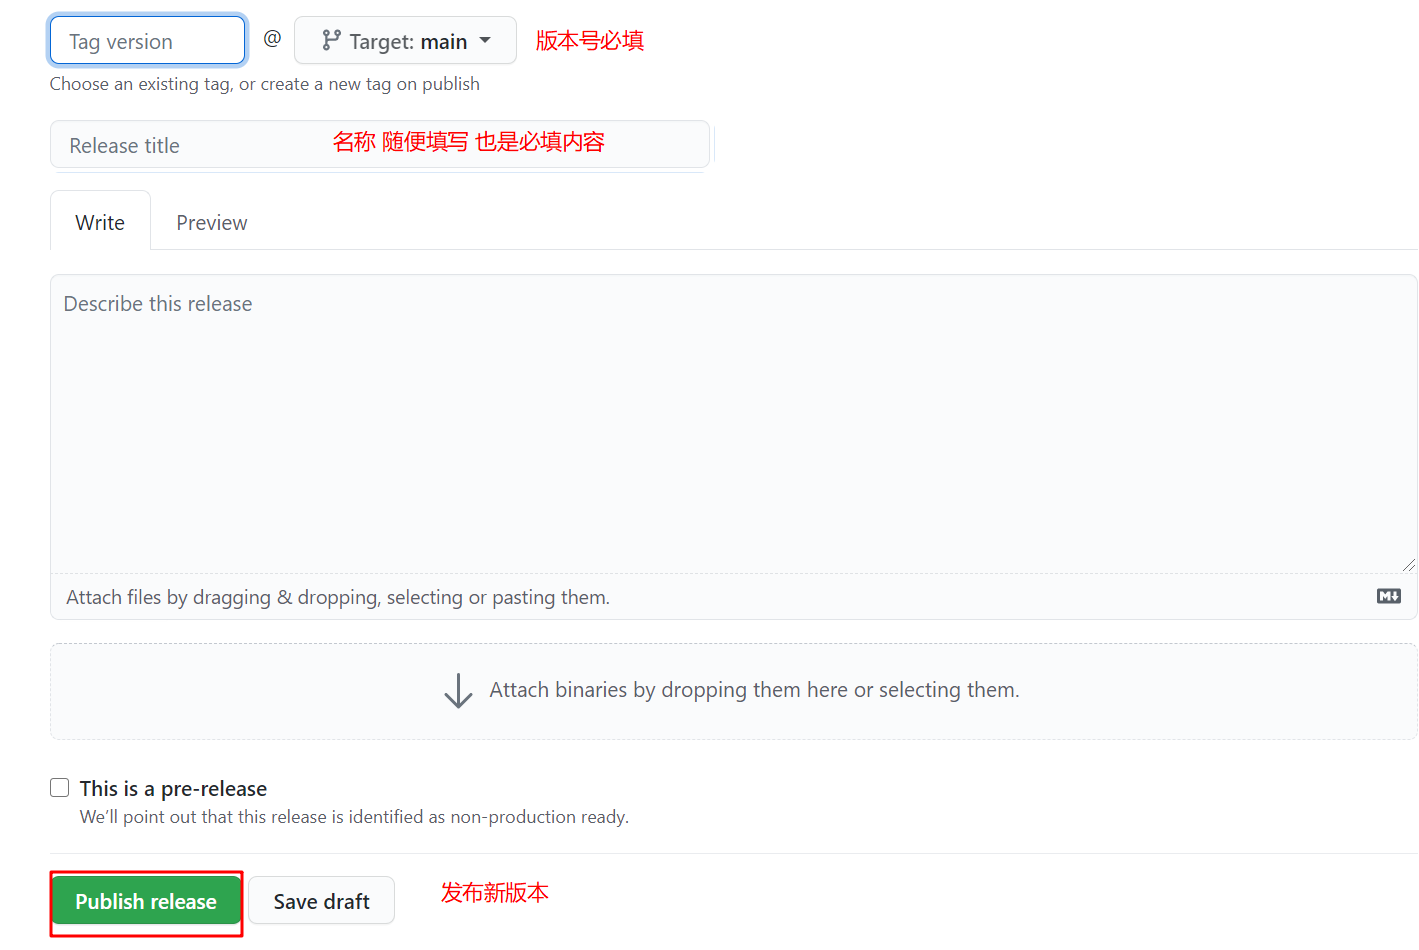 Tag version @ Target: main 版本号必填
Choose an existing tag, or create a new tag on publish
Release title 名称 随便填写 也是必填内容
Write Preview
Describe this release
Attach files by dragging & dropping, selecting or pasting them. M↓
Attach binaries by dropping them here or selecting them.
This is a pre-release
We’ll point out that this release is identified as non-production ready.
Publish release Save draft 发布新版本